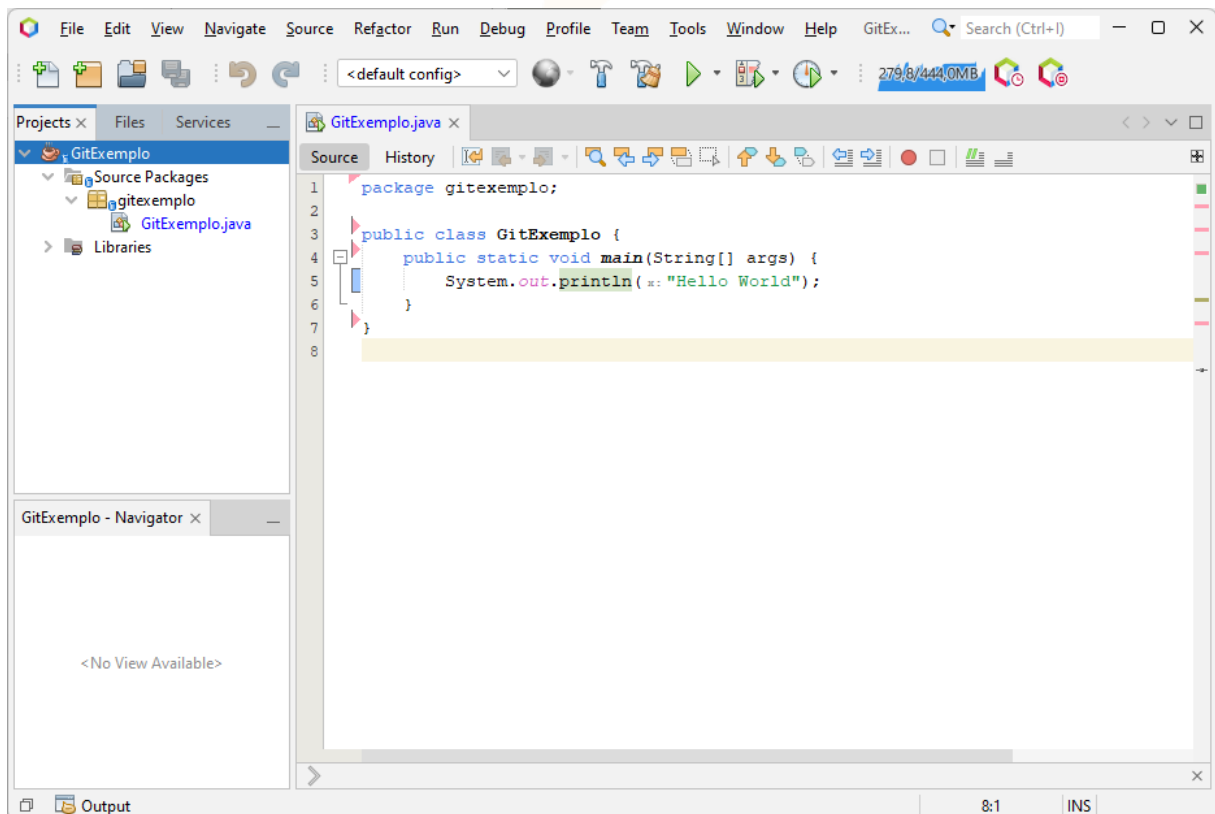 File Edit View Navigate Source Refactor Run Debug Profile Team Tools Window Help GitEx... Search (Ctrl+I)
<default config> 279,8/444,0MB
Projects Files Services
GitExemplo
Source Packages
gitexemplo
GitExemplo.java
Libraries
GitExemplo - Navigator
<No View Available>
GitExemplo.java
Source History
1 package gitexemplo;
2
3 public class GitExemplo {
4 public static void main(String[] args) {
5 System.out.println( x: "Hello World");
6 }
7 }
8
Output 8:1 INS